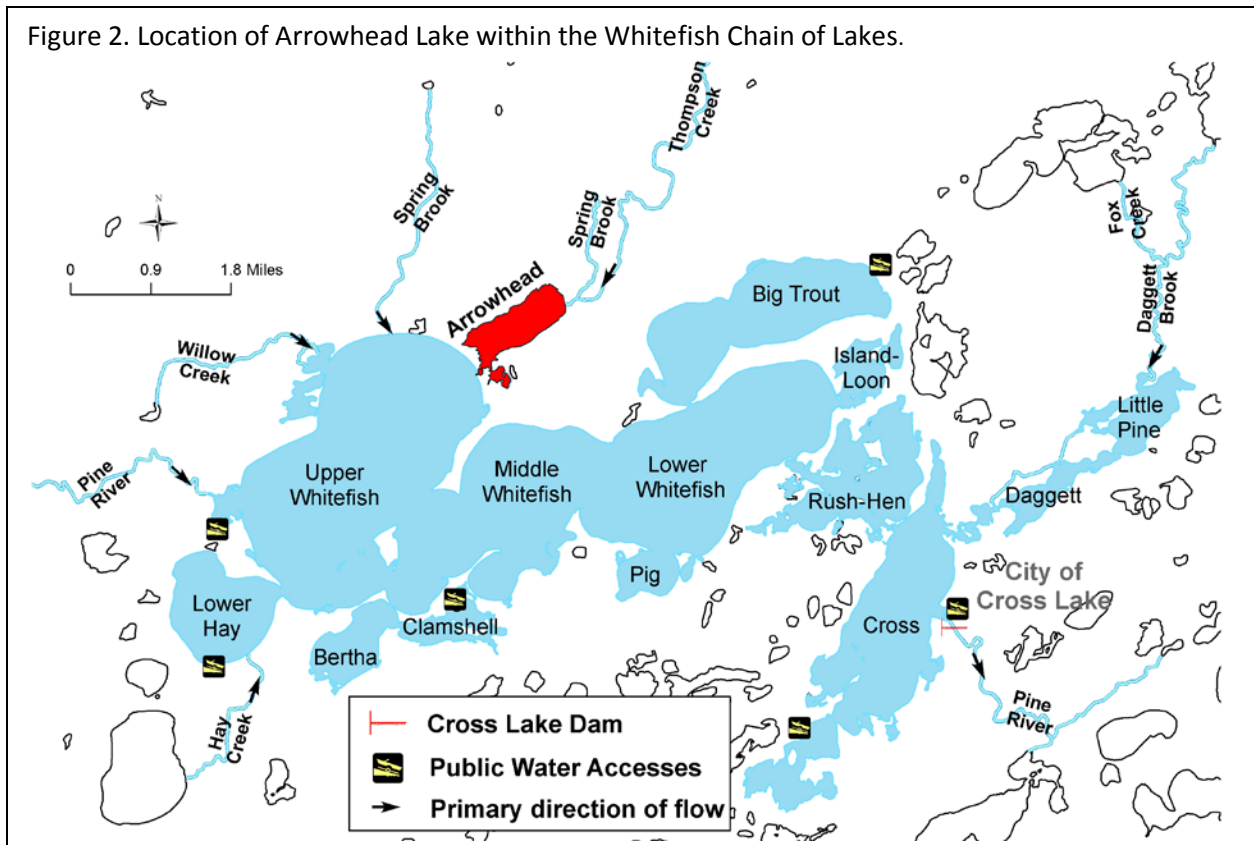 Figure 2. Location of Arrowhead Lake within the Whitefish Chain of Lakes.
Thompson
Creek
Spring
Brook
Spring
Brook
Fox
Creek
Daggett
Brook
N
0 0.9 1.8 Miles
Arrowhead
Big Trout
Willow
Creek
Island-
Loon
Little
Pine
Pine
River
Upper
Whitefish
Middle
Whitefish
Lower
Whitefish
Rush-Hen
Daggett
Pig
City of
Cross Lake
Lower
Hay
Clamshell
Cross
Bertha
Hay
Creek
Pine
River
Cross Lake Dam
Public Water Accesses
Primary direction of flow